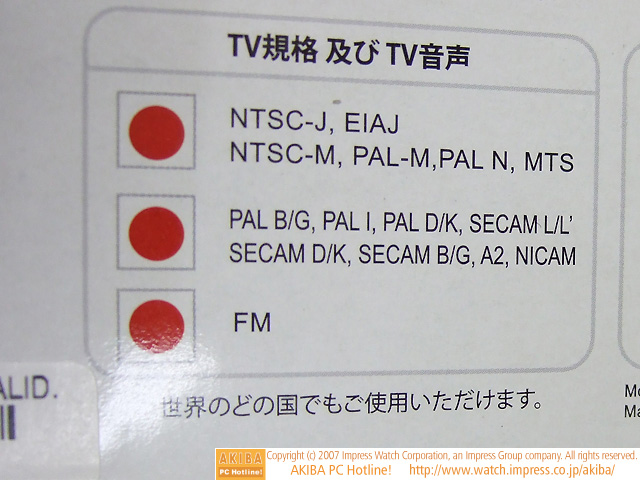 TV規格 及び TV音声
NTSC-J, EIAJ
NTSC-M, PAL-M,PAL N, MTS
PAL B/G, PAL I, PAL D/K, SECAM L/L'
SECAM D/K, SECAM B/G, A2, NICAM
FM
ALID.
世界のどの国でもご使用いただけます。
Mo
Ma
AKIBA
PC Hotline!
Copyright (c) 2007 Impress Watch Corporation, an Impress Group company. All rights reserved.
AKIBA PC Hotline! http://www.watch.impress.co.jp/akiba/